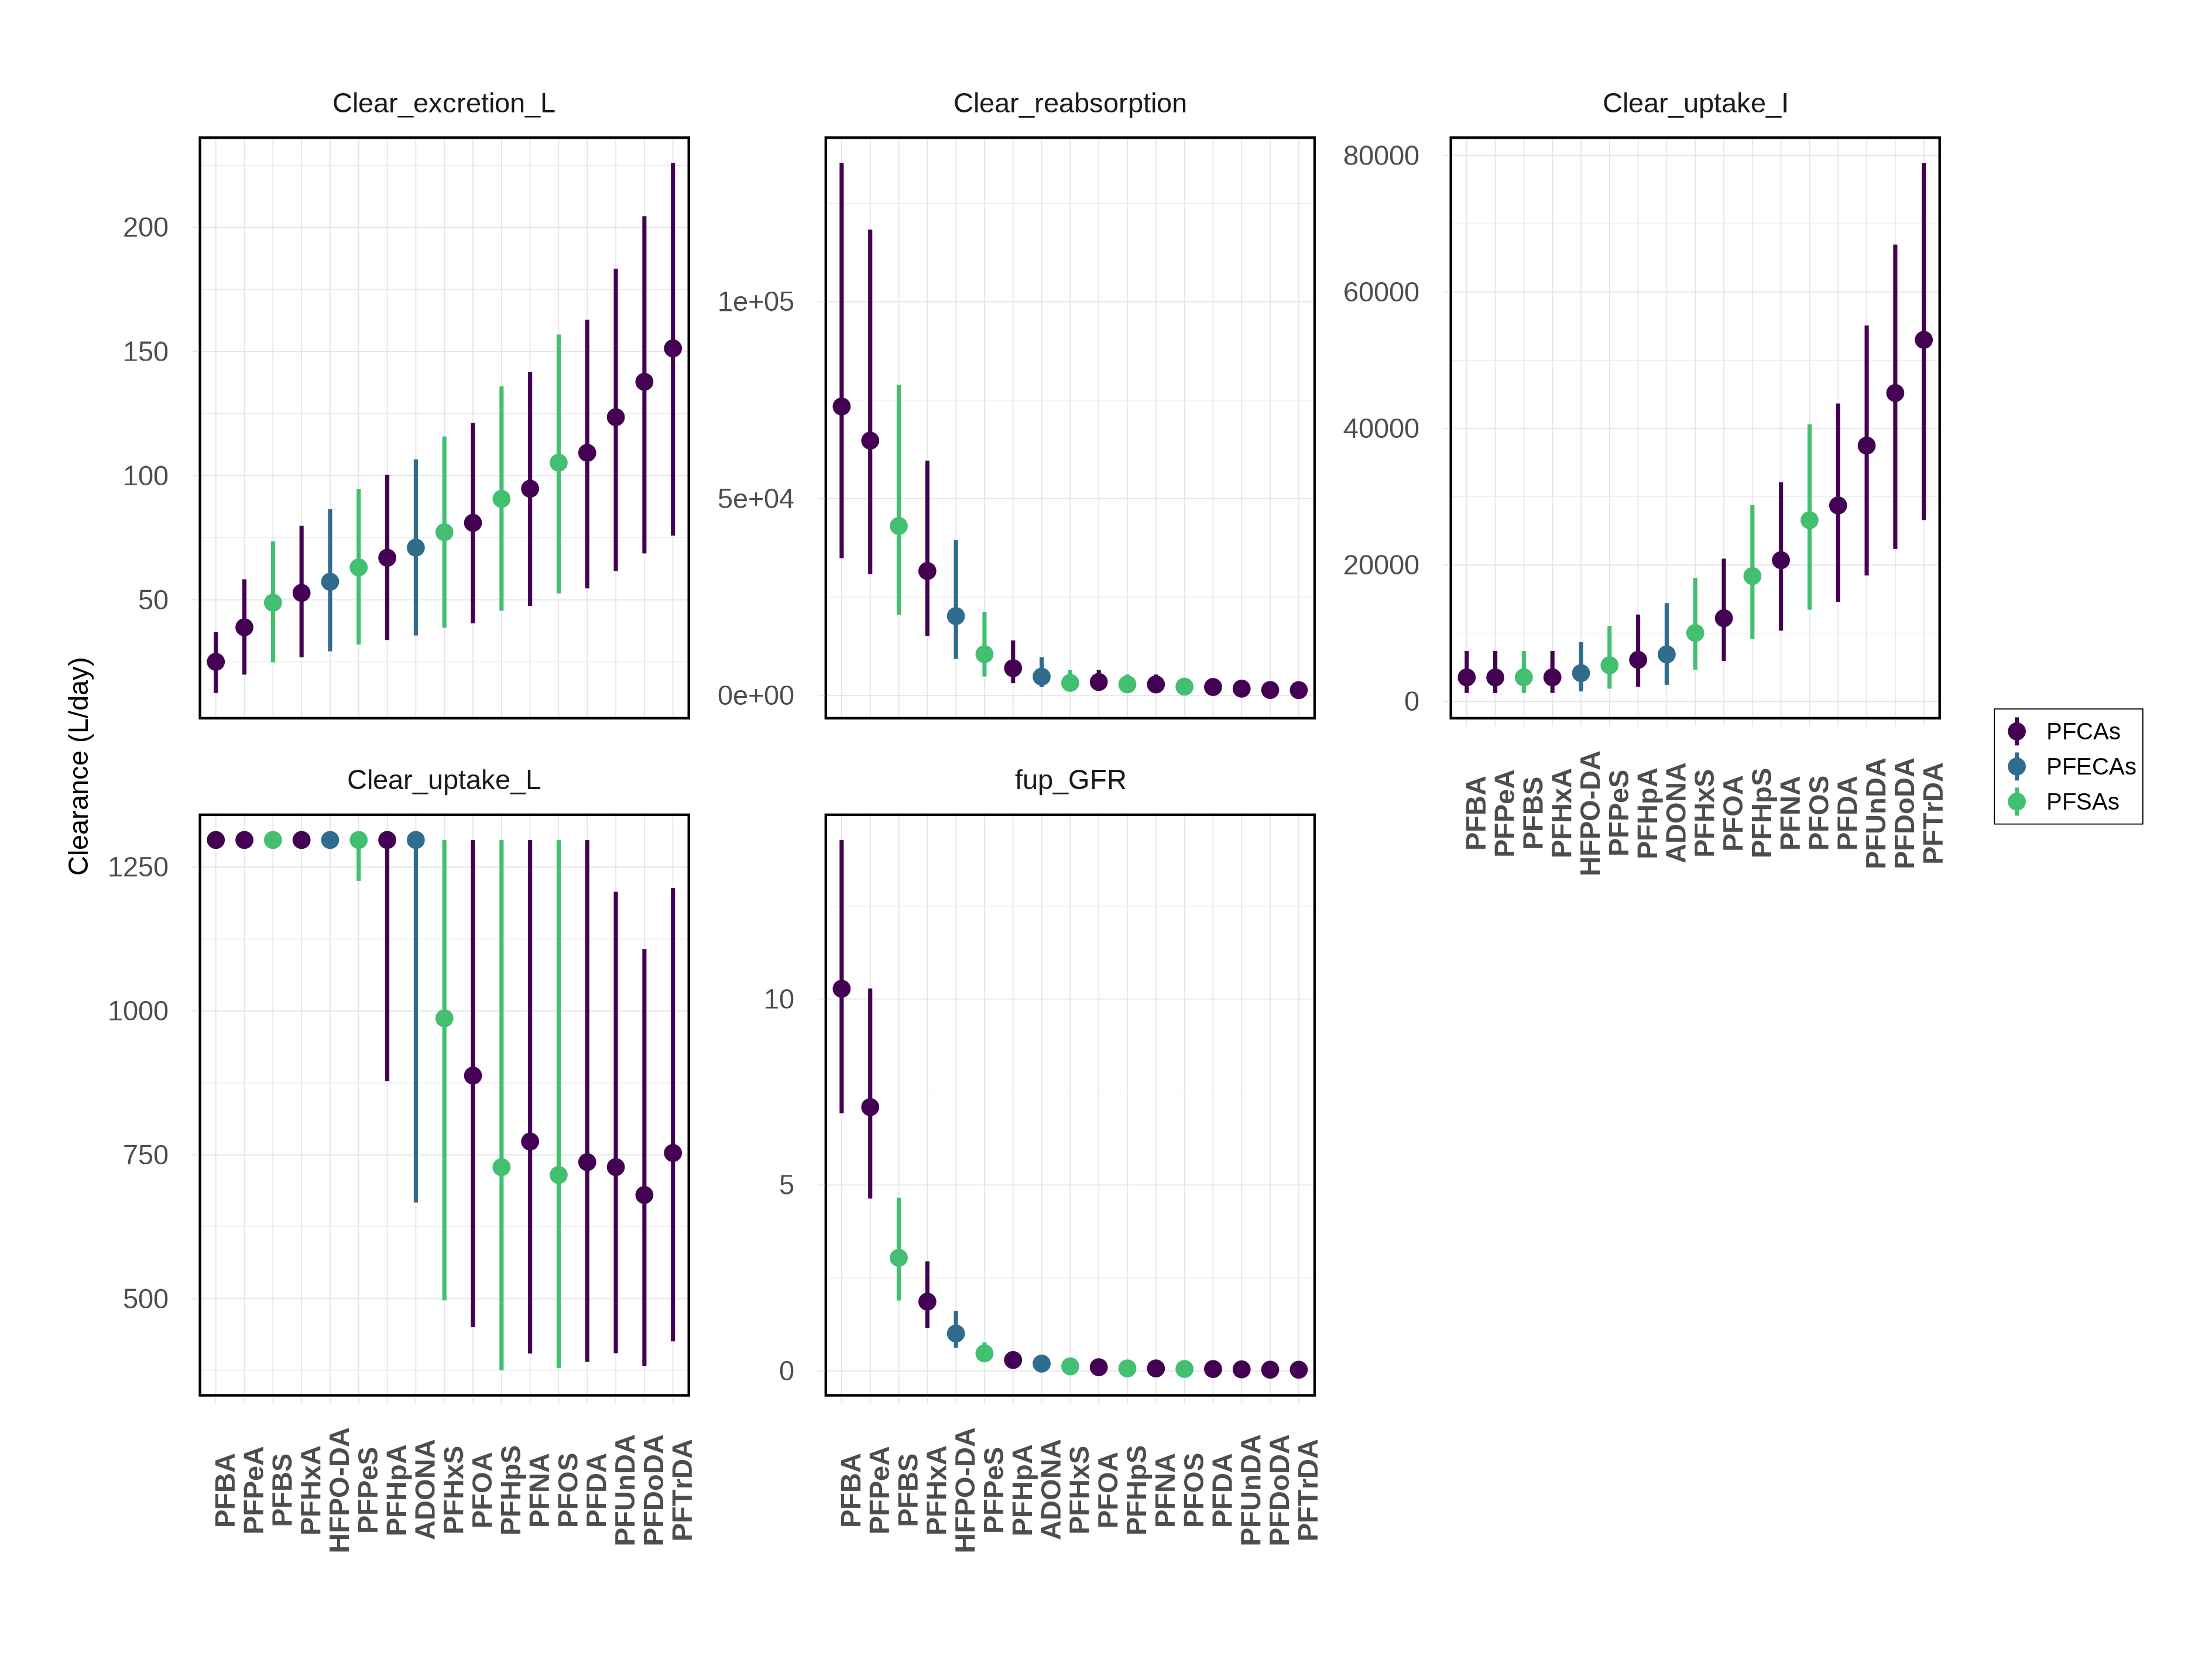 Clear_excretion_L
Clear_reabsorption
Clear_uptake_I
200
150
100
50
1e+05
5e+04
0e+00
80000
60000
40000
20000
0
Clearance (L/day)
PFBA
PFPeA
PFBS
PFHxA
HFPO-DA
PFPeS
PFHpA
ADONA
PFHxS
PFOA
PFHpS
PFNA
PFOS
PFDA
PFUnDA
PFDoDA
PFTrDA
PFCAs
PFECAs
PFSAs
Clear_uptake_L
fup_GFR
1250
1000
750
500
10
5
0
PFBA
PFPeA
PFBS
PFHxA
HFPO-DA
PFPeS
PFHpA
ADONA
PFHxS
PFOA
PFHpS
PFNA
PFOS
PFDA
PFUnDA
PFDoDA
PFTrDA
PFBA
PFPeA
PFBS
PFHxA
HFPO-DA
PFPeS
PFHpA
ADONA
PFHxS
PFOA
PFHpS
PFNA
PFOS
PFDA
PFUnDA
PFDoDA
PFTrDA